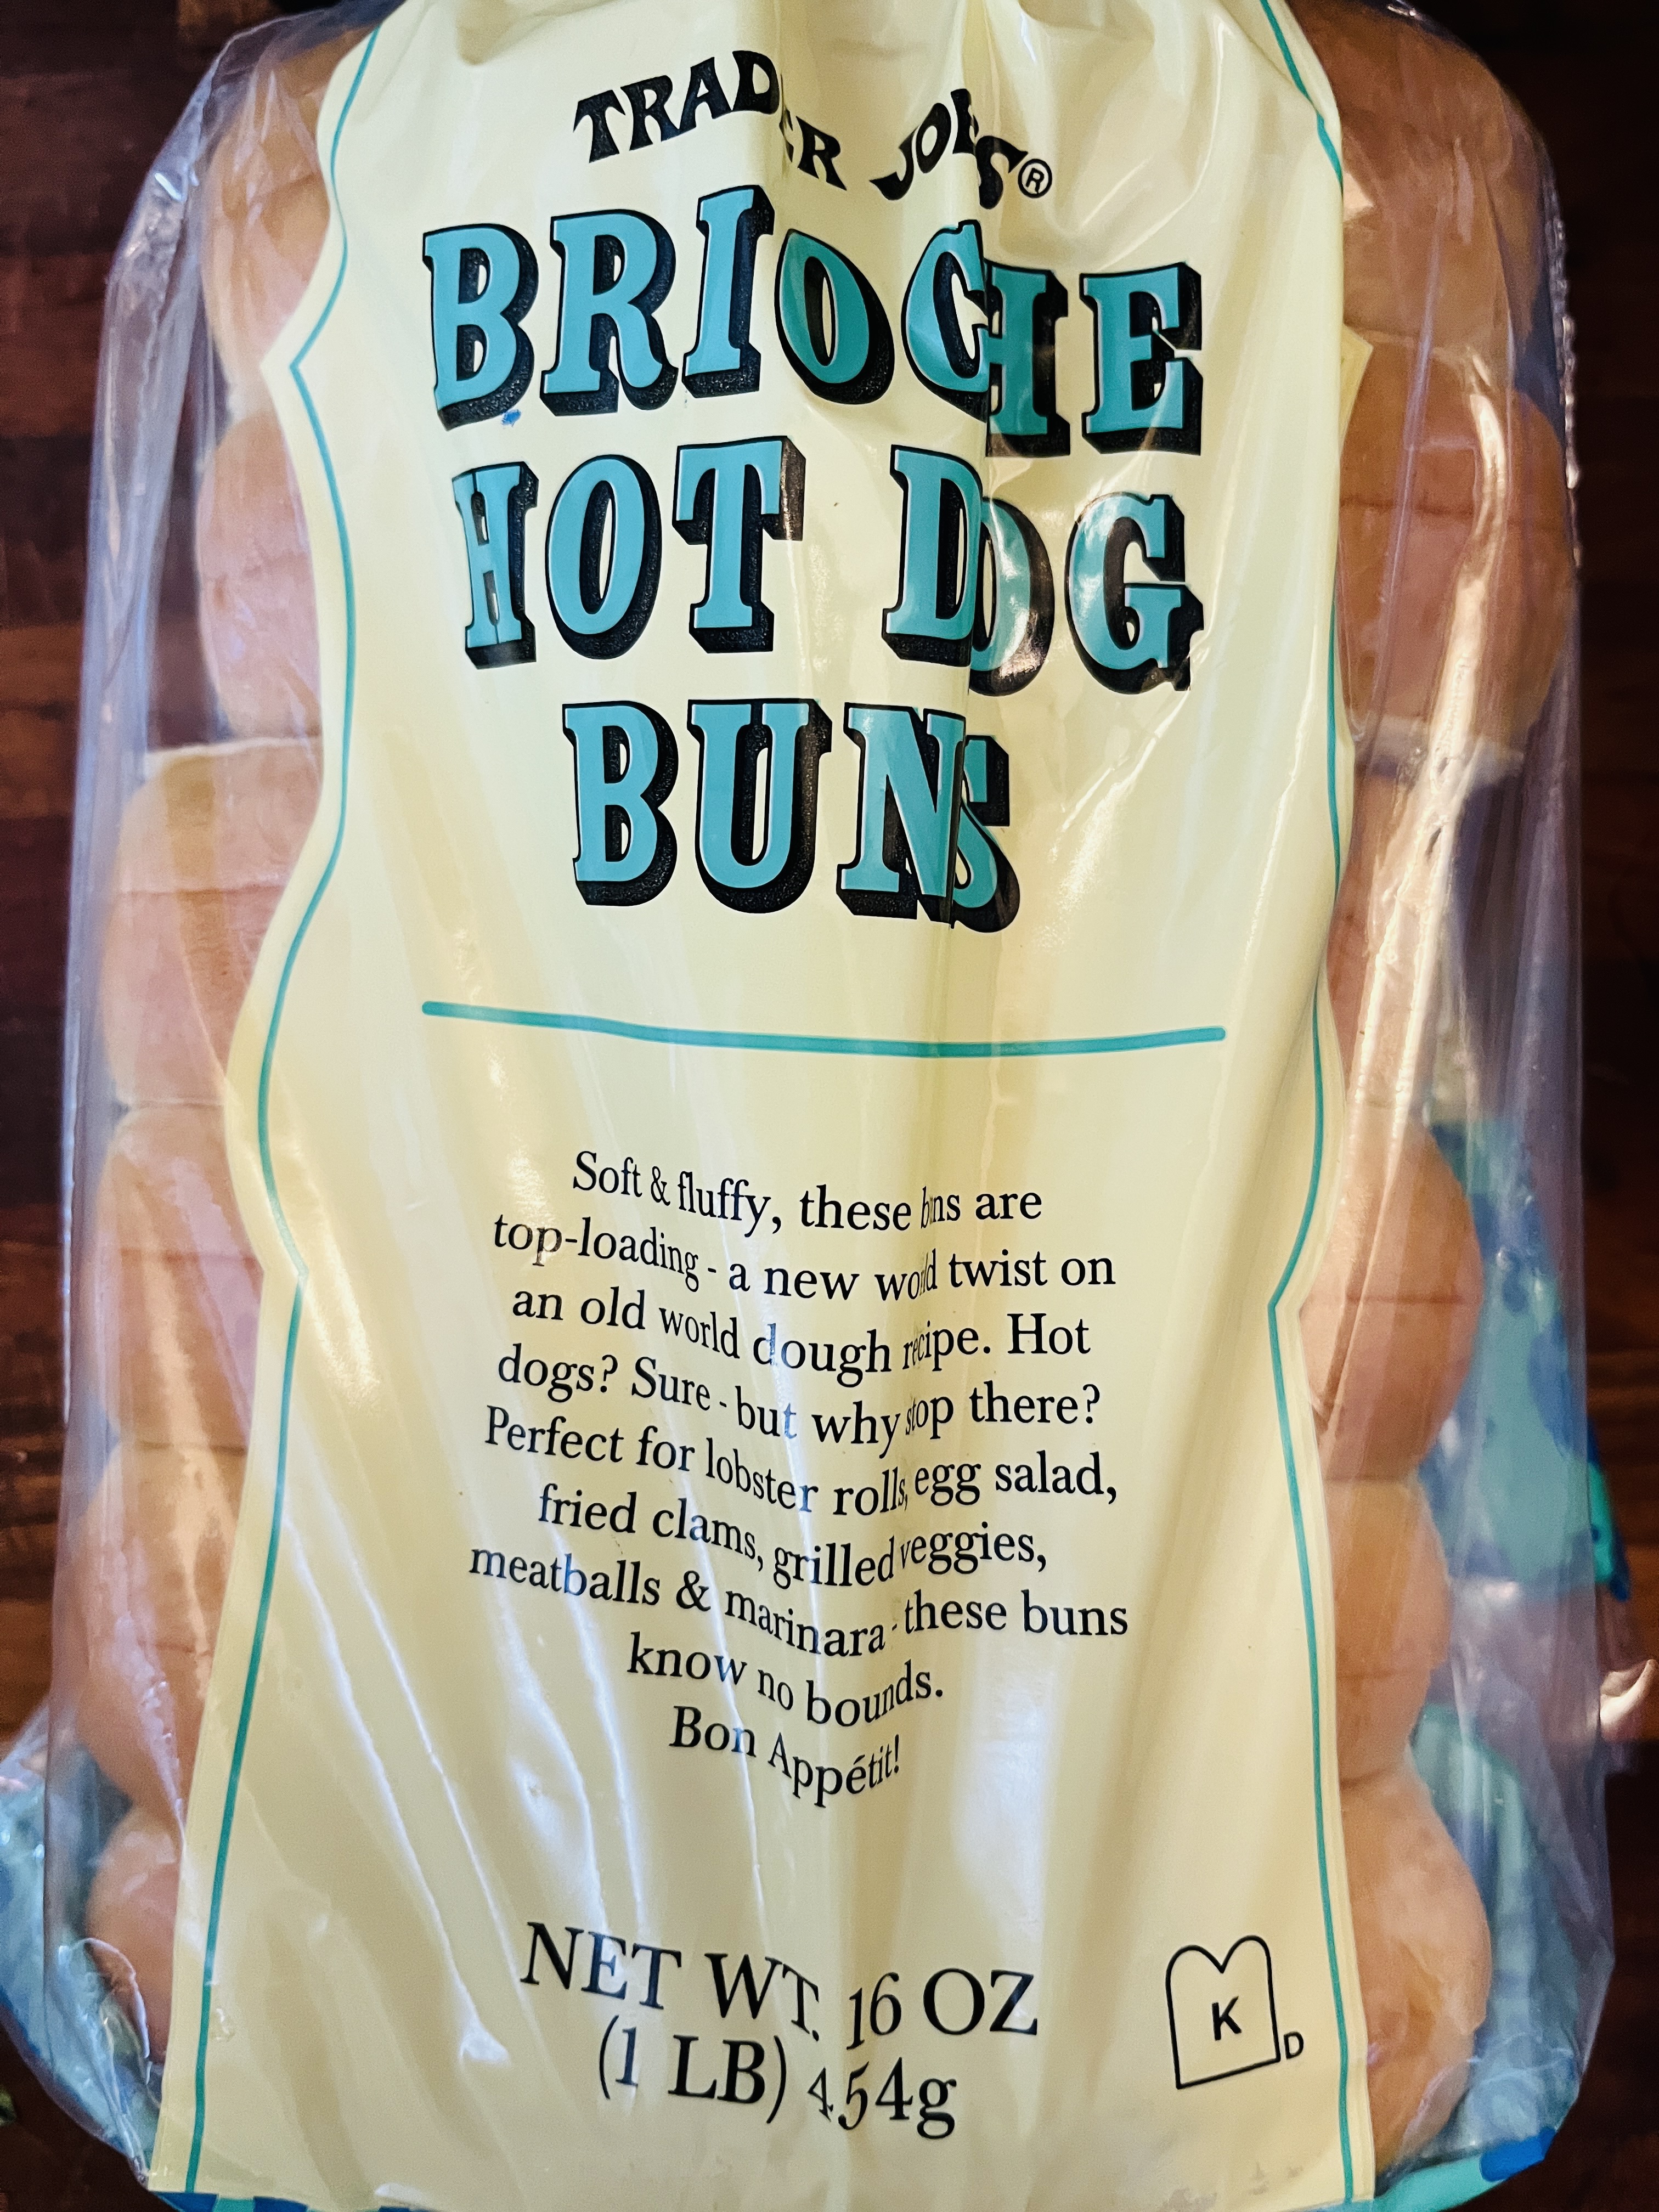 TRADER JOE'S®
BRIOCHE
HOT DOG
BUNS
Soft & fluffy, these buns are
top-loading - a new world twist on
an old world dough recipe. Hot
dogs? Sure - but why stop there?
Perfect for lobster rolls, egg salad,
fried clams, grilled veggies,
meatballs & marinara - these buns
know no bounds.
Bon Appétit!
NET WT. 16 OZ
(1 LB) 454g
K
D